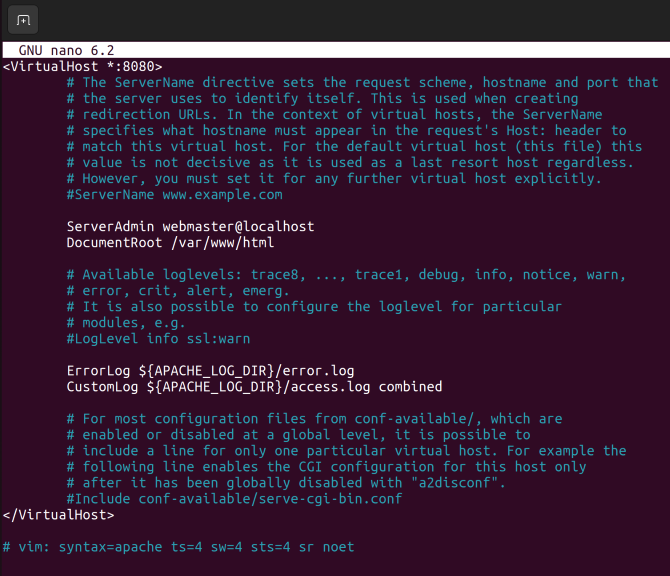 GNU nano 6.2
<VirtualHost *:8080>
# The ServerName directive sets the request scheme, hostname and port that
# the server uses to identify itself. This is used when creating
# redirection URLs. In the context of virtual hosts, the ServerName
# specifies what hostname must appear in the request's Host: header to
# match this virtual host. For the default virtual host (this file) this
# value is not decisive as it is used as a last resort host regardless.
# However, you must set it for any further virtual host explicitly.
#ServerName www.example.com
ServerAdmin webmaster@localhost
DocumentRoot /var/www/html
# Available loglevels: trace8, ..., trace1, debug, info, notice, warn,
# error, crit, alert, emerg.
# It is also possible to configure the loglevel for particular
# modules, e.g.
#LogLevel info ssl:warn
ErrorLog ${APACHE_LOG_DIR}/error.log
CustomLog ${APACHE_LOG_DIR}/access.log combined
# For most configuration files from conf-available/, which are
# enabled or disabled at a global level, it is possible to
# include a line for only one particular virtual host. For example the
# following line enables the CGI configuration for this host only
# after it has been globally disabled with "a2disconf".
#Include conf-available/serve-cgi-bin.conf
</VirtualHost>
# vim: syntax=apache ts=4 sw=4 sts=4 sr noet